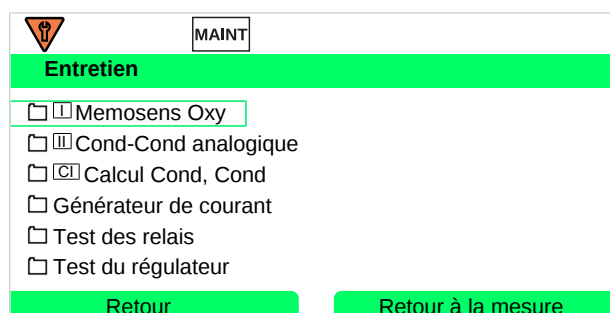 MAINT
Entretien
I Memosens Oxy
II Cond-Cond analogique
CI Calcul Cond, Cond
Générateur de courant
Test des relais
Test du régulateur
Retour Retour à la mesure